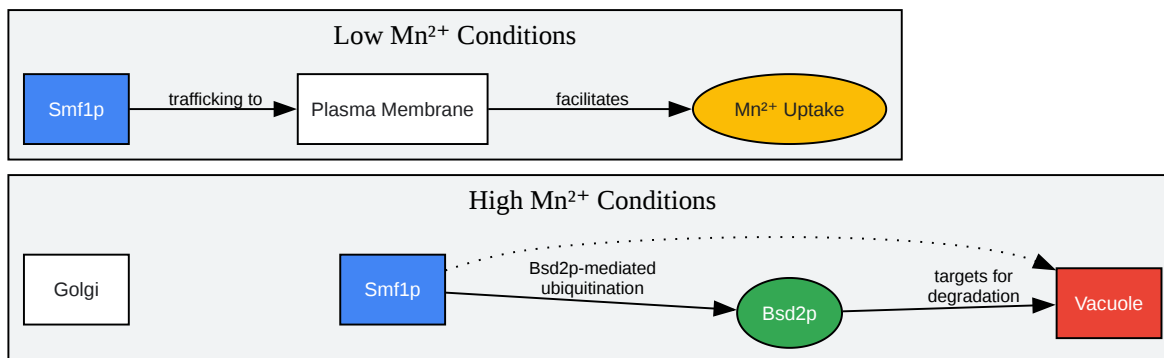 Low Mn²⁺ Conditions
Smf1p
trafficking to
Plasma Membrane
facilitates
Mn²⁺ Uptake
High Mn²⁺ Conditions
Golgi
Smf1p
Bsd2p-mediated
ubiquitination
Bsd2p
targets for
degradation
Vacuole